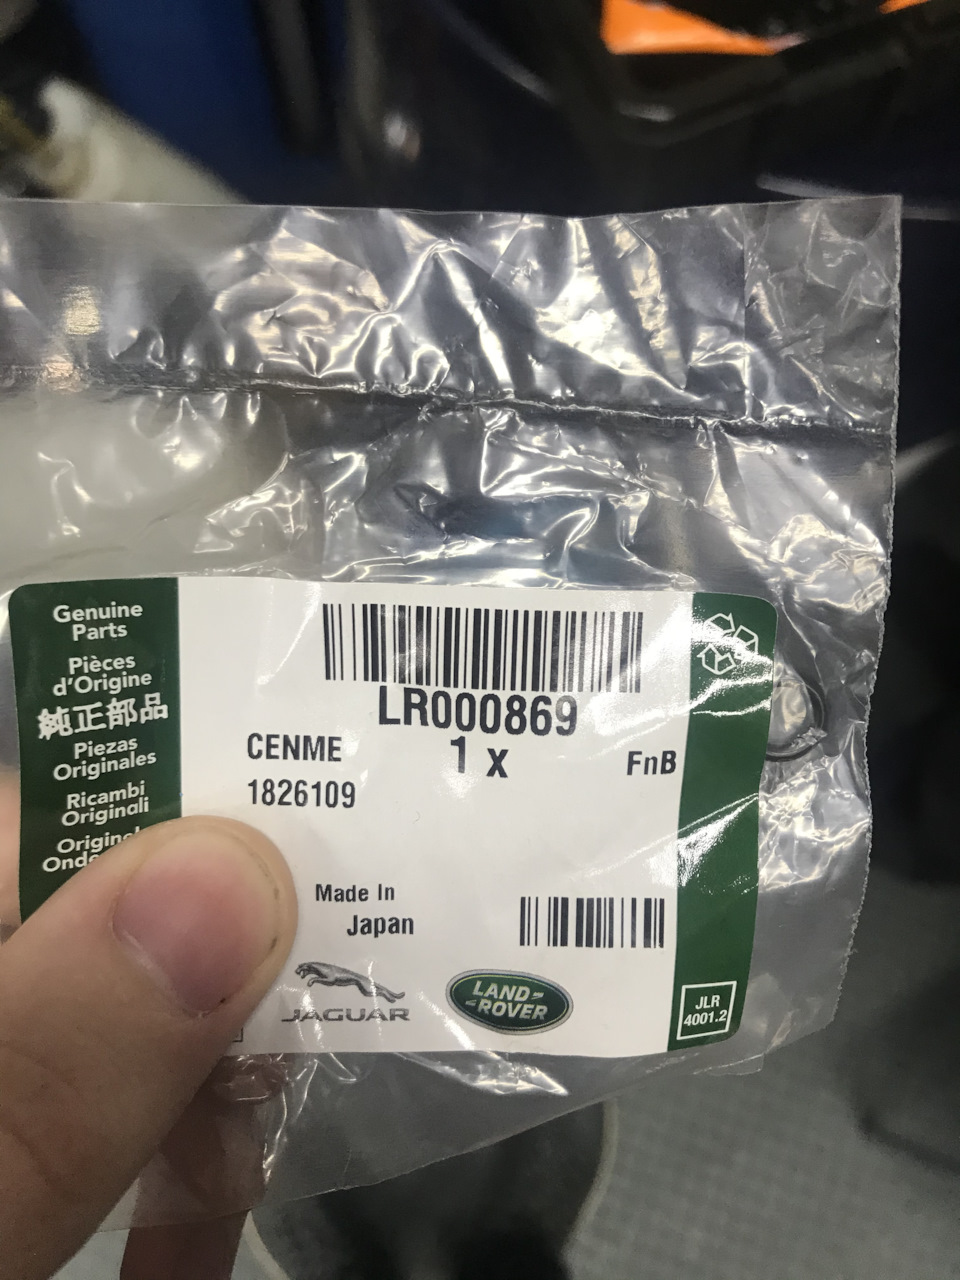 Genuine
Parts
Pièces
d'Origine
純正部品
Piezas
Originales
Ricambi
Originali
LR000869
CENME
1 x
FnB
1826109
Made In
Japan
JAGUAR
LAND-
-ROVER
JLR
4001.2